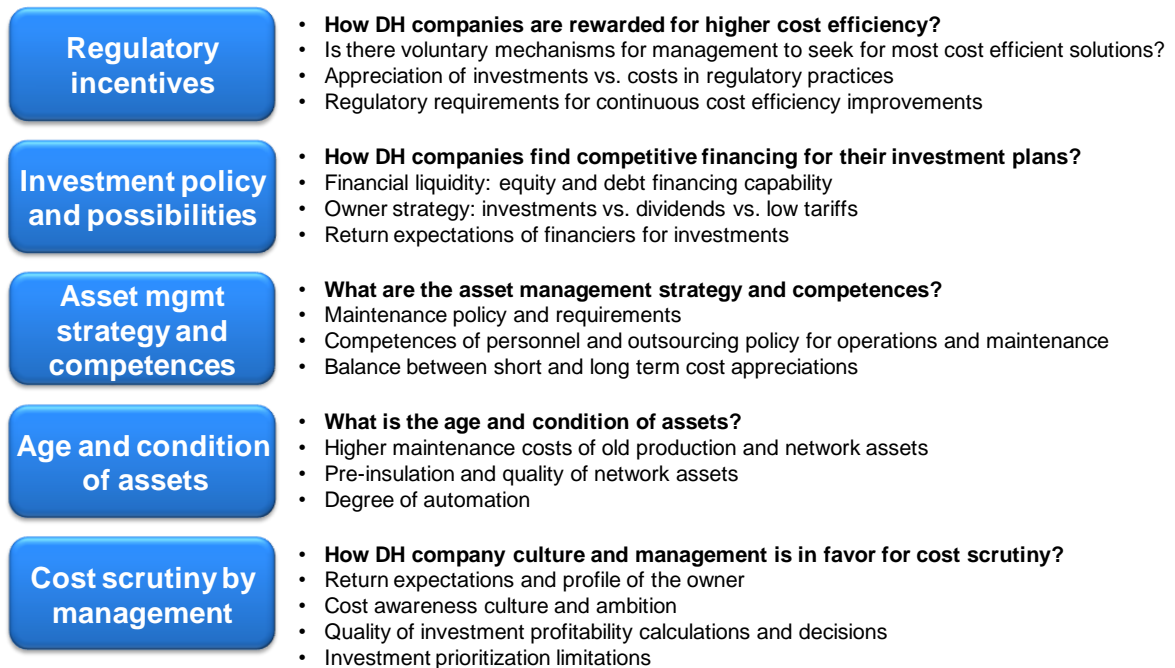 Regulatory
incentives
• How DH companies are rewarded for higher cost efficiency?
• Is there voluntary mechanisms for management to seek for most cost efficient solutions?
• Appreciation of investments vs. costs in regulatory practices
• Regulatory requirements for continuous cost efficiency improvements
Investment policy
and possibilities
• How DH companies find competitive financing for their investment plans?
• Financial liquidity: equity and debt financing capability
• Owner strategy: investments vs. dividends vs. low tariffs
• Return expectations of financiers for investments
Asset mgmt
strategy and
competences
• What are the asset management strategy and competences?
• Maintenance policy and requirements
• Competences of personnel and outsourcing policy for operations and maintenance
• Balance between short and long term cost appreciations
Age and condition
of assets
• What is the age and condition of assets?
• Higher maintenance costs of old production and network assets
• Pre-insulation and quality of network assets
• Degree of automation
Cost scrutiny by
management
• How DH company culture and management is in favor for cost scrutiny?
• Return expectations and profile of the owner
• Cost awareness culture and ambition
• Quality of investment profitability calculations and decisions
• Investment prioritization limitations